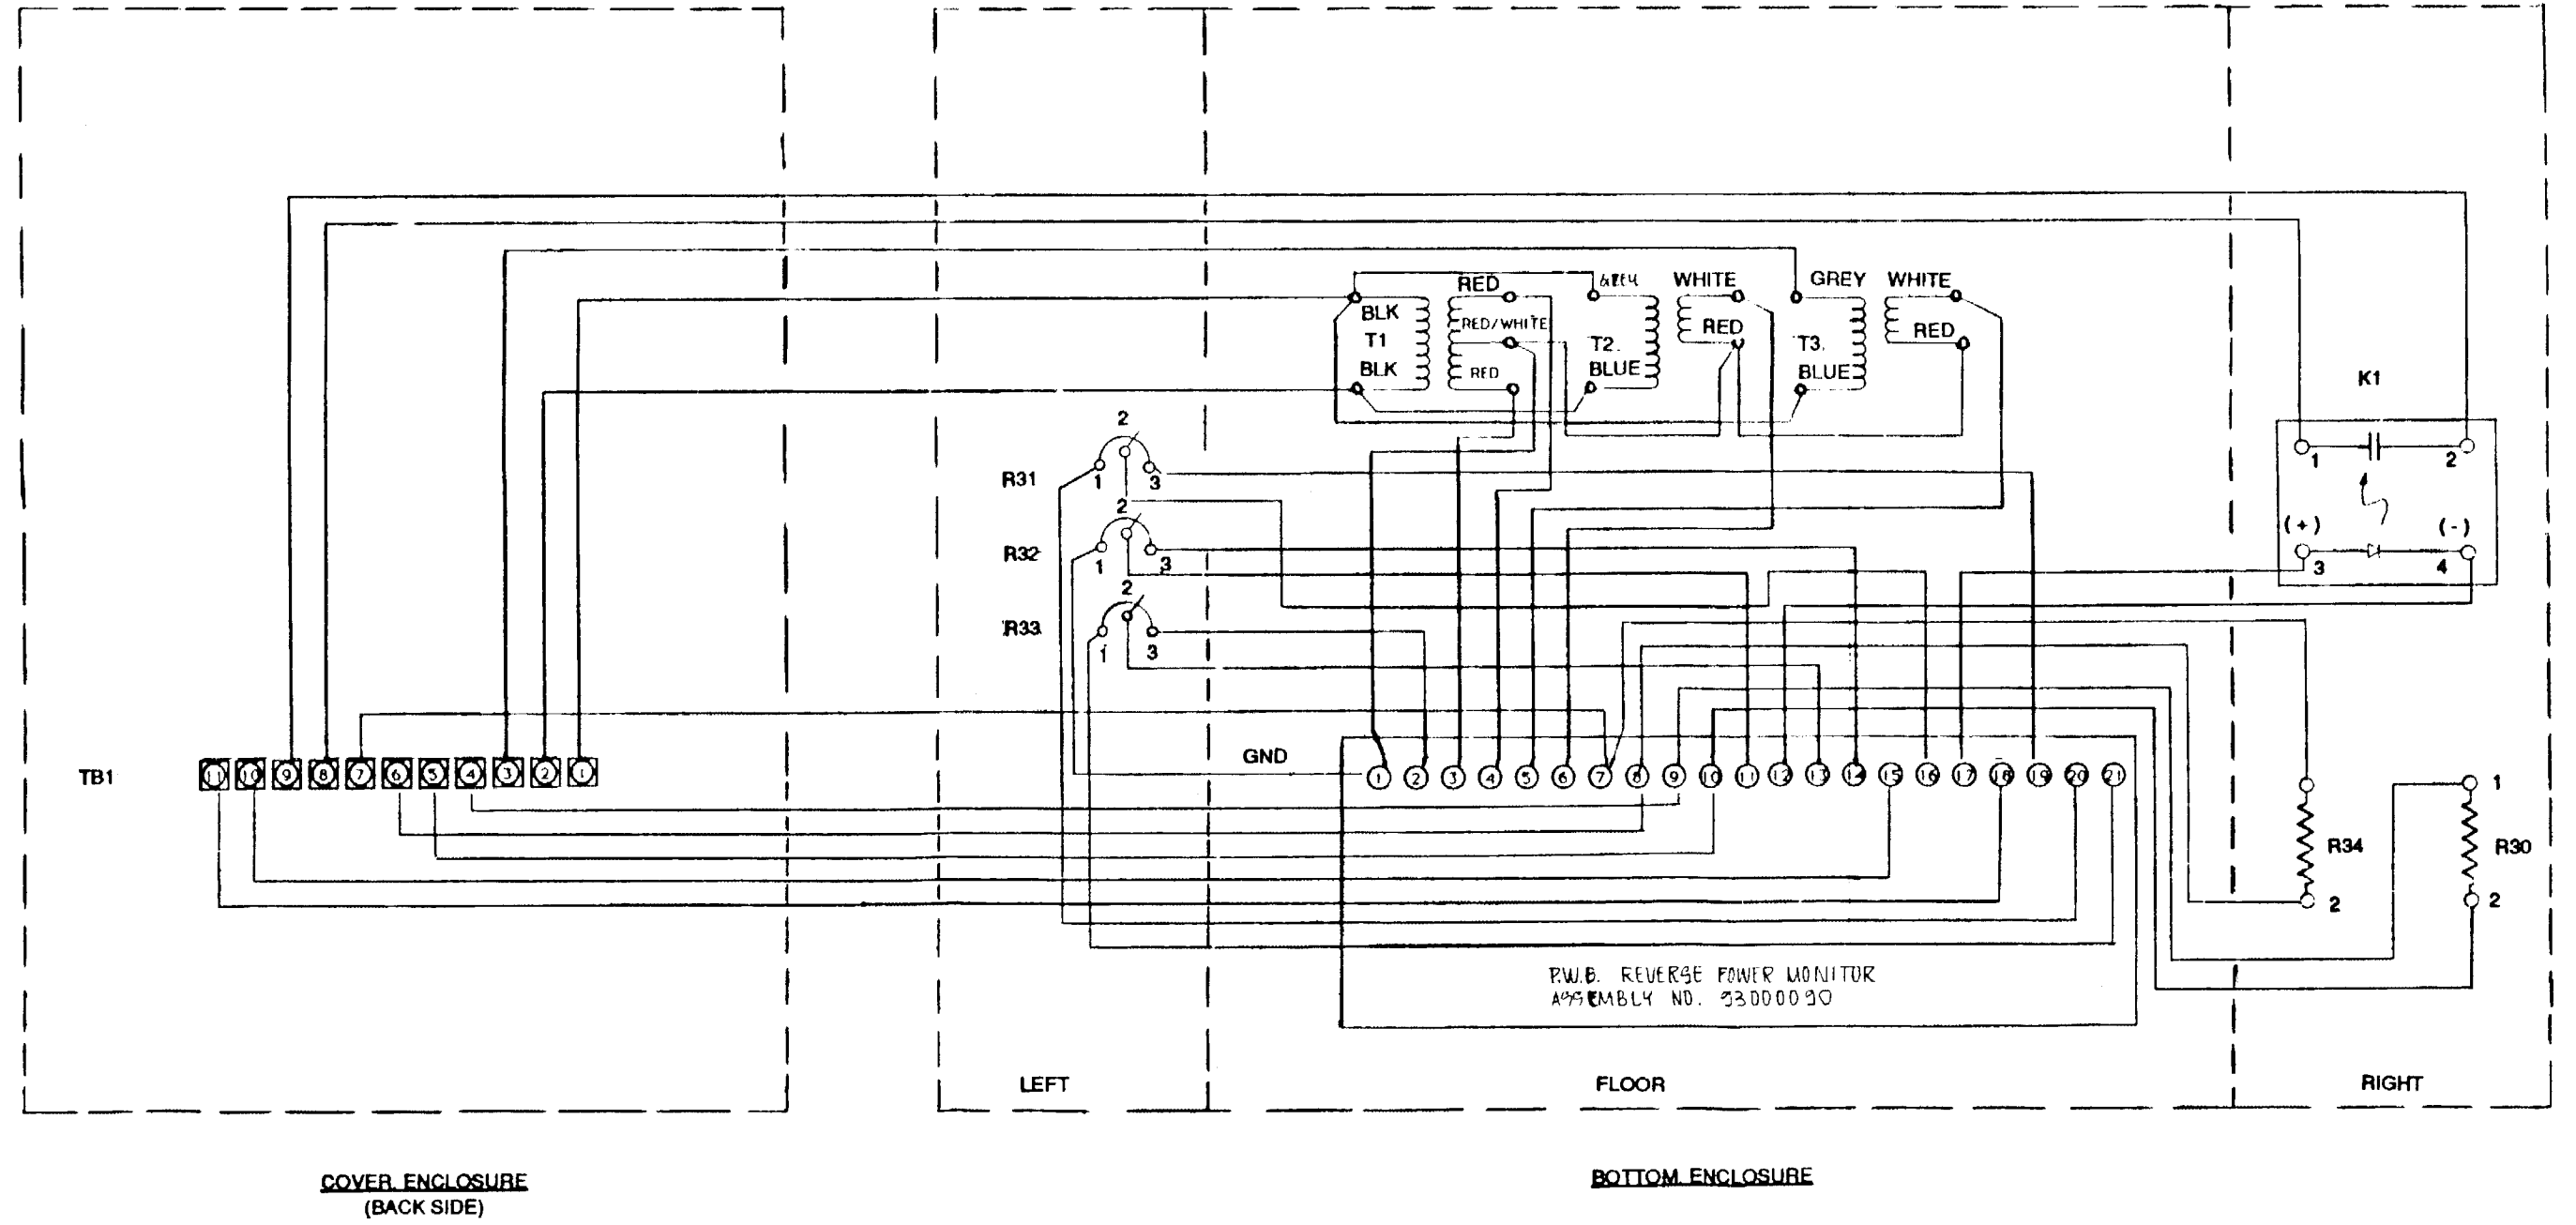 RED
GREY
WHITE
GREY
WHITE
BLK
RED/WHITE
RED
RED
T1
T2.
T3.
BLK
RED
BLUE
BLUE
K1
2
R31
1
3
1
2
2
R32
1
3
(+)
(-)
3
4
2
R33
1
3
GND
TB1
11 10 9 8 7 6 5 4 3 2 1
1 2 3 4 5 6 7 8 9 10 11 12 13 14 15 16 17 18 19 20 21
1
R34
R30
2
2
P.W.B. REVERSE POWER MONITOR
ASSEMBLY NO. 93000090
LEFT
FLOOR
RIGHT
COVER ENCLOSURE
(BACK SIDE)
BOTTOM ENCLOSURE